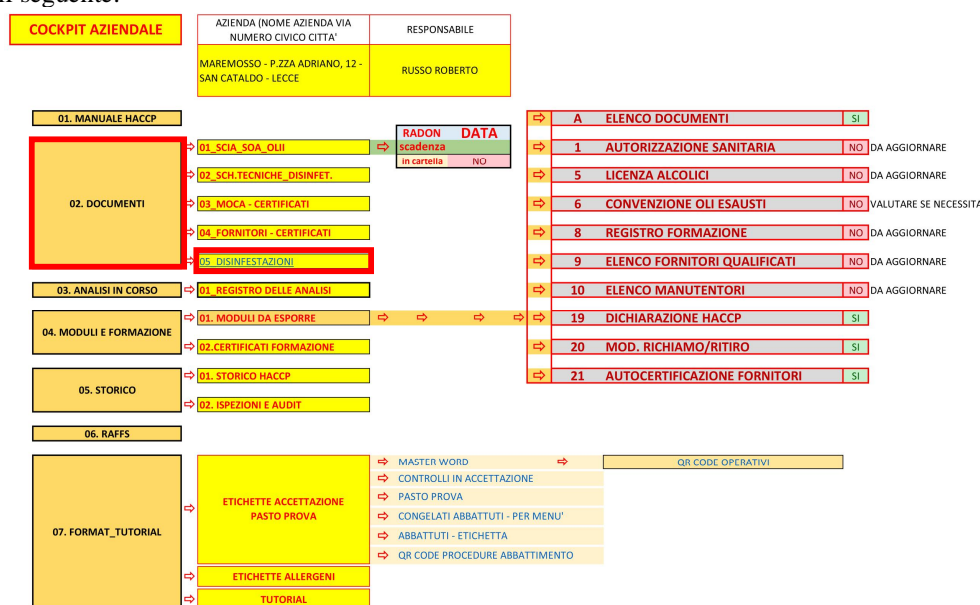 COCKPIT AZIENDALE
AZIENDA (NOME AZIENDA VIA
NUMERO CIVICO CITTA'
RESPONSABILE
MAREMOSSO - P.ZZA ADRIANO, 12 -
SAN CATALDO - LECCE
RUSSO ROBERTO
01. MANUALE HACCP
02. DOCUMENTI
01_SCIA_SOA_OLII
RADON DATA
scadenza
in cartella NO
02_SCH.TECNICHE_DISINFET.
03_MOCA - CERTIFICATI
04_FORNITORI - CERTIFICATI
05_DISINFESTAZIONI
A ELENCO DOCUMENTI SI
1 AUTORIZZAZIONE SANITARIA NO DA AGGIORNARE
5 LICENZA ALCOLICI NO DA AGGIORNARE
6 CONVENZIONE OLI ESAUSTI NO VALUTARE SE NECESSITA
8 REGISTRO FORMAZIONE NO DA AGGIORNARE
9 ELENCO FORNITORI QUALIFICATI NO DA AGGIORNARE
10 ELENCO MANUTENTORI NO DA AGGIORNARE
19 DICHIARAZIONE HACCP SI
20 MOD. RICHIAMO/RITIRO SI
21 AUTOCERTIFICAZIONE FORNITORI SI
03. ANALISI IN CORSO
01_REGISTRO DELLE ANALISI
04. MODULI E FORMAZIONE
01. MODULI DA ESPORRE
02.CERTIFICATI FORMAZIONE
05. STORICO
01. STORICO HACCP
02. ISPEZIONI E AUDIT
06. RAFFS
07. FORMAT_TUTORIAL
ETICHETTE ACCETTAZIONE
PASTO PROVA
MASTER WORD
QR CODE OPERATIVI
CONTROLLI IN ACCETTAZIONE
PASTO PROVA
CONGELATI ABBATTUTI - PER MENU'
ABBATTUTI - ETICHETTA
QR CODE PROCEDURE ABBATTIMENTO
ETICHETTE ALLERGENI
TUTORIAL